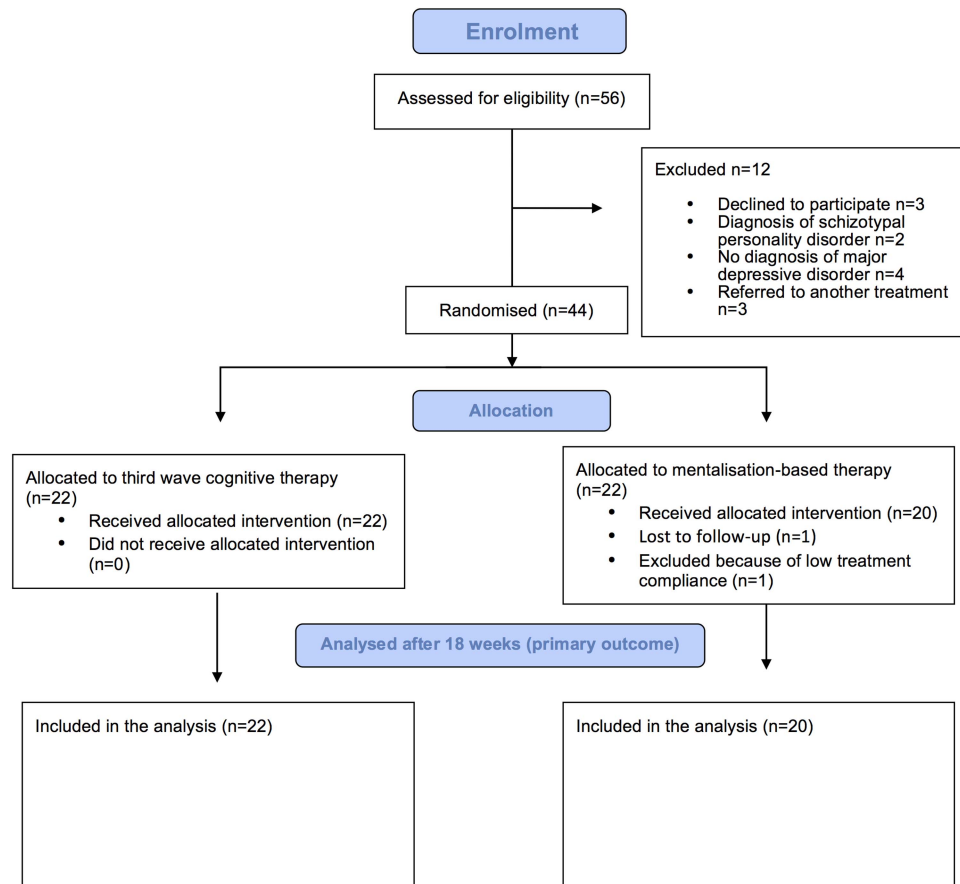 Enrolment
Assessed for eligibility (n=56)
Excluded n=12
• Declined to participate n=3
• Diagnosis of schizotypal
personality disorder n=2
• No diagnosis of major
depressive disorder n=4
• Referred to another treatment
n=3
Randomised (n=44)
Allocation
Allocated to third wave cognitive therapy
(n=22)
• Received allocated intervention (n=22)
• Did not receive allocated intervention
(n=0)
Allocated to mentalisation-based therapy
(n=22)
• Received allocated intervention (n=20)
• Lost to follow-up (n=1)
• Excluded because of low treatment
compliance (n=1)
Analysed after 18 weeks (primary outcome)
Included in the analysis (n=22)
Included in the analysis (n=20)